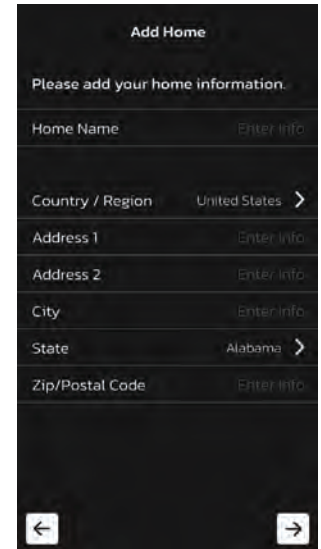 Add Home
Please add your home information.
Home Name Enter Info
Country / Region United States
Address 1 Enter Info
Address 2 Enter Info
City Enter Info
State Alabama
Zip/Postal Code Enter Info